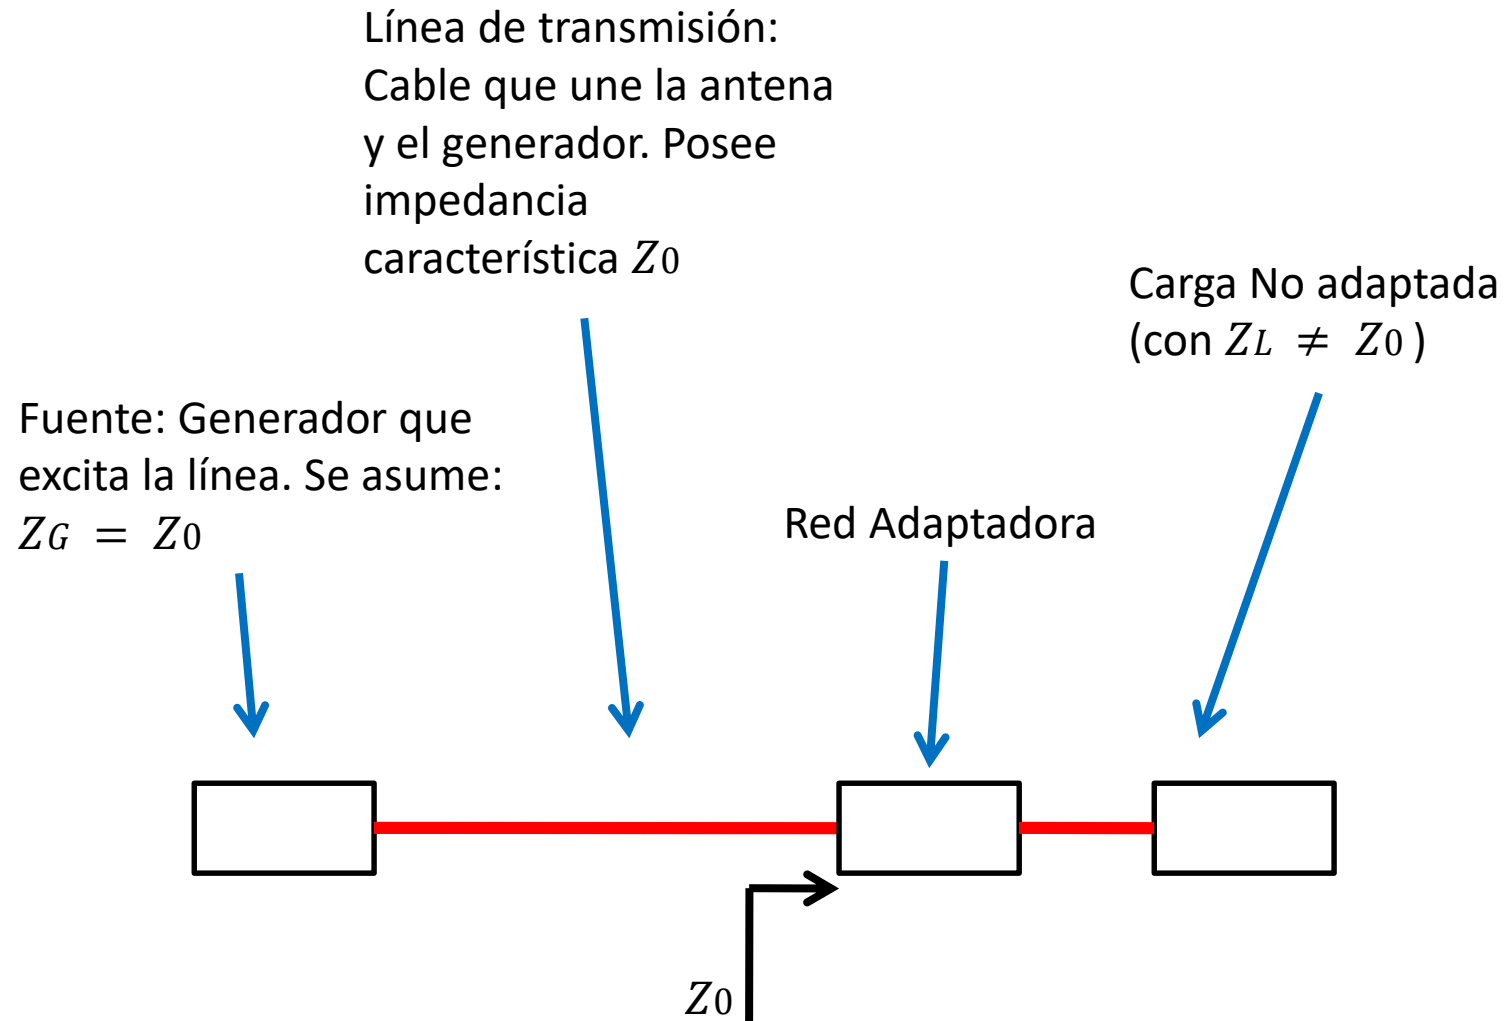 Línea de transmisión:
Cable que une la antena
y el generador. Posee
impedancia
característica Z0
Carga No adaptada
(con ZL ≠ Z0 )
Fuente: Generador que
excita la línea. Se asume:
ZG = Z0
Red Adaptadora
Z0